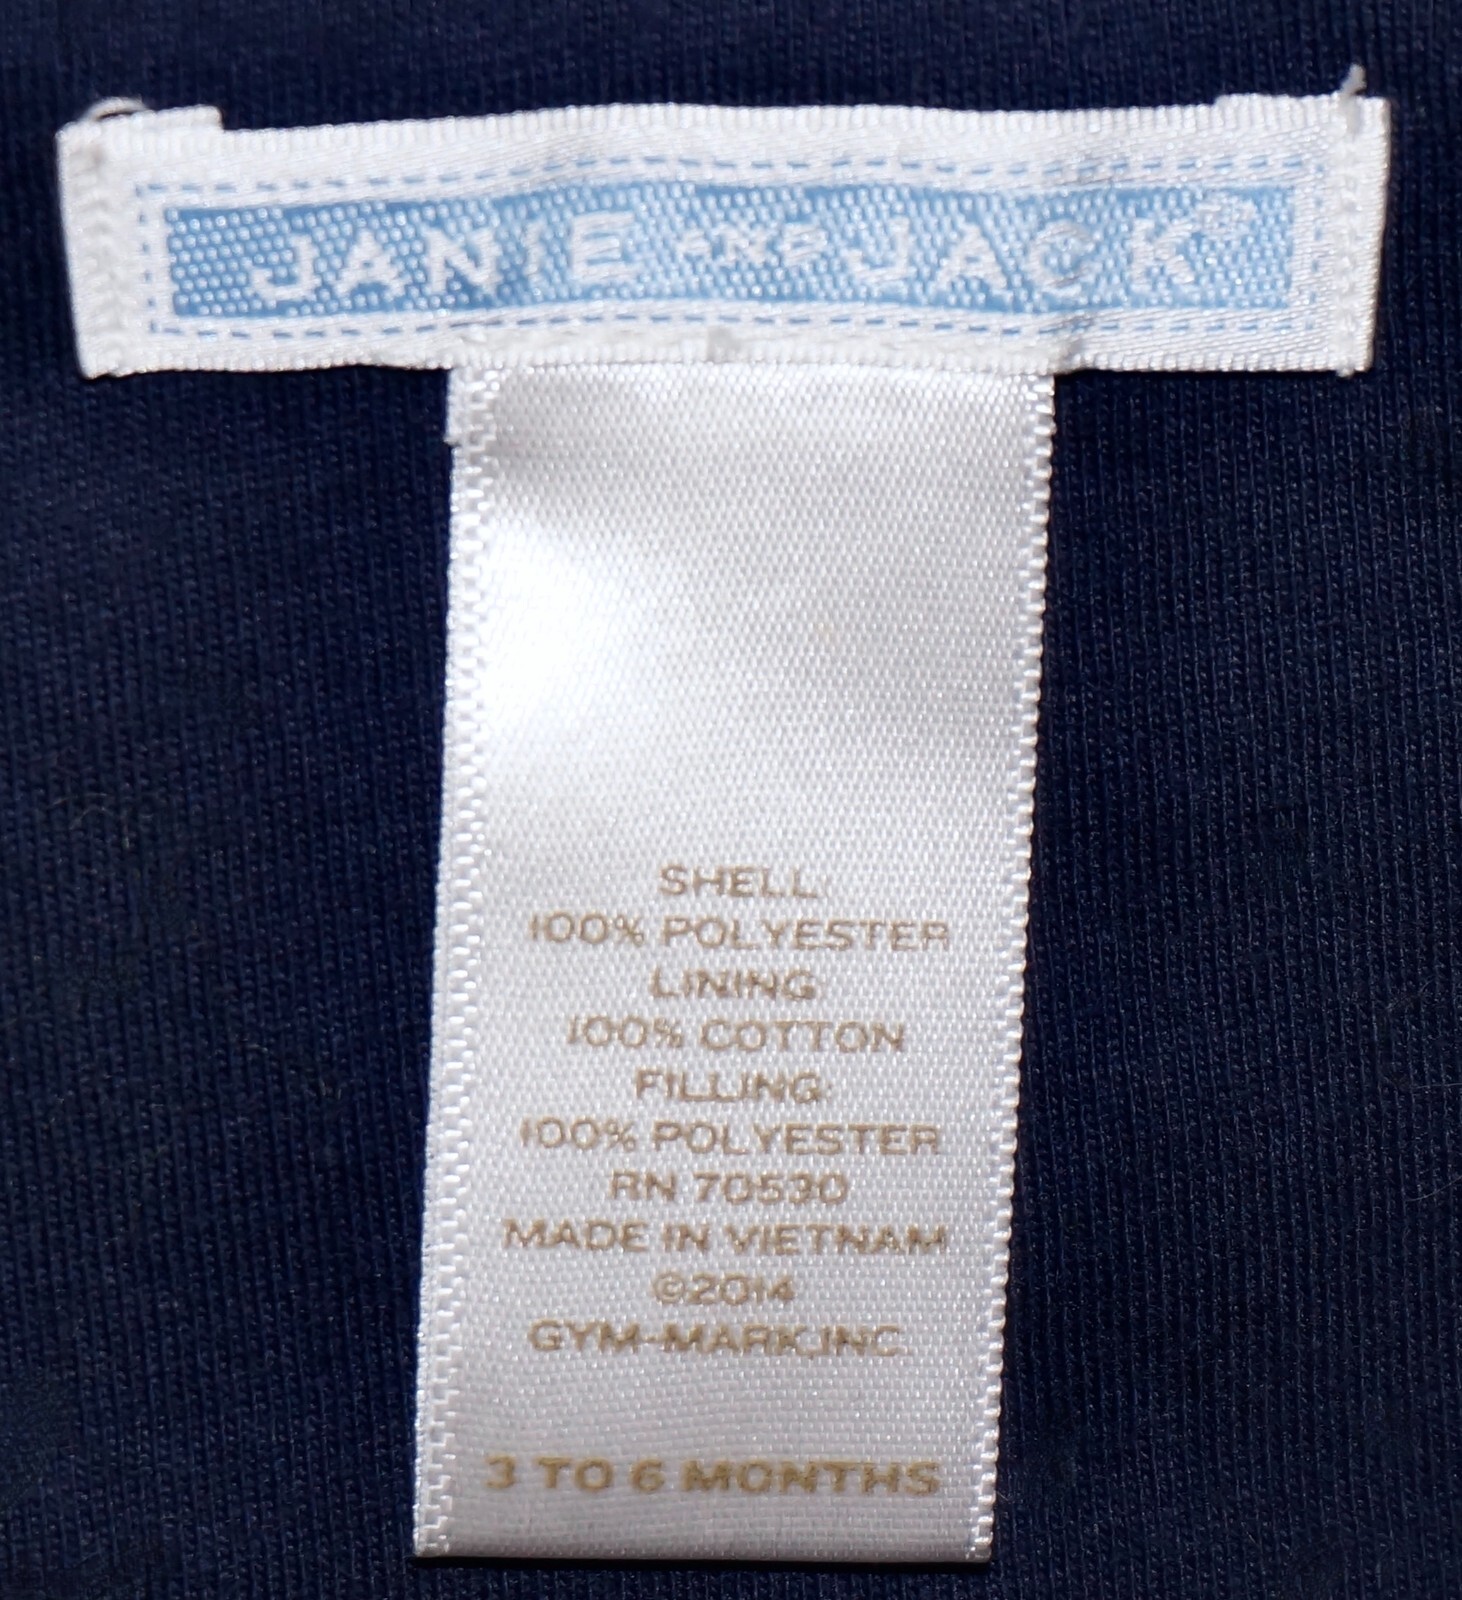 JANIE AND JACK®
SHELL:
100% POLYESTER
LINING:
100% COTTON
FILLING:
100% POLYESTER
RN 70530
MADE IN VIETNAM
©2014
GYM-MARK,INC.
3 TO 6 MONTHS